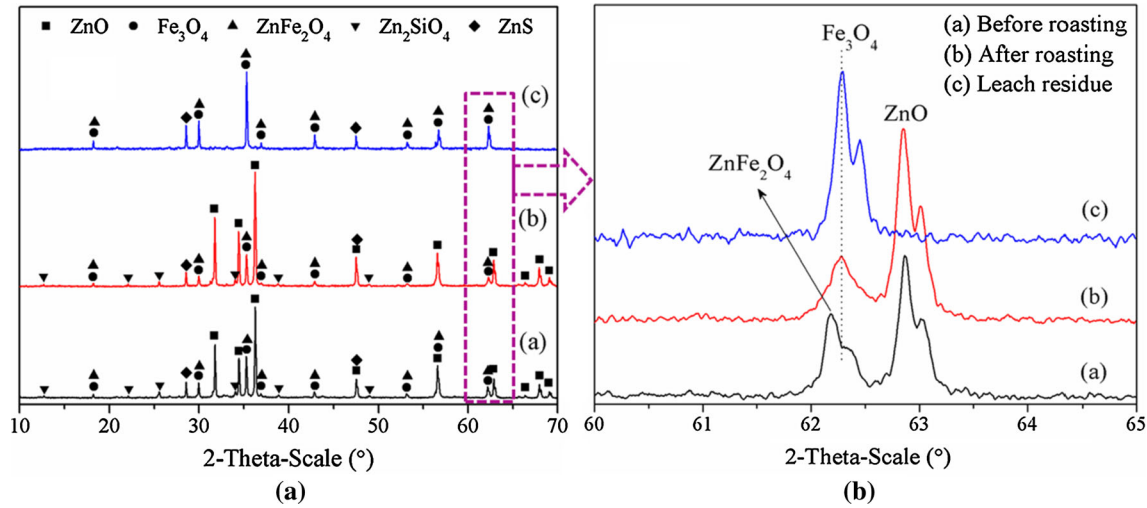 ■ ZnO ● Fe₃O₄ ▲ ZnFe₂O₄ ▼ Zn₂SiO₄ ◆ ZnS
(c)
(b)
(a)
10 20 30 40 50 60 70
2-Theta-Scale (°)
(a)
(a) Before roasting
(b) After roasting
(c) Leach residue
Fe₃O₄
ZnO
ZnFe₂O₄
(c)
(b)
(a)
60 61 62 63 64 65
2-Theta-Scale (°)
(b)